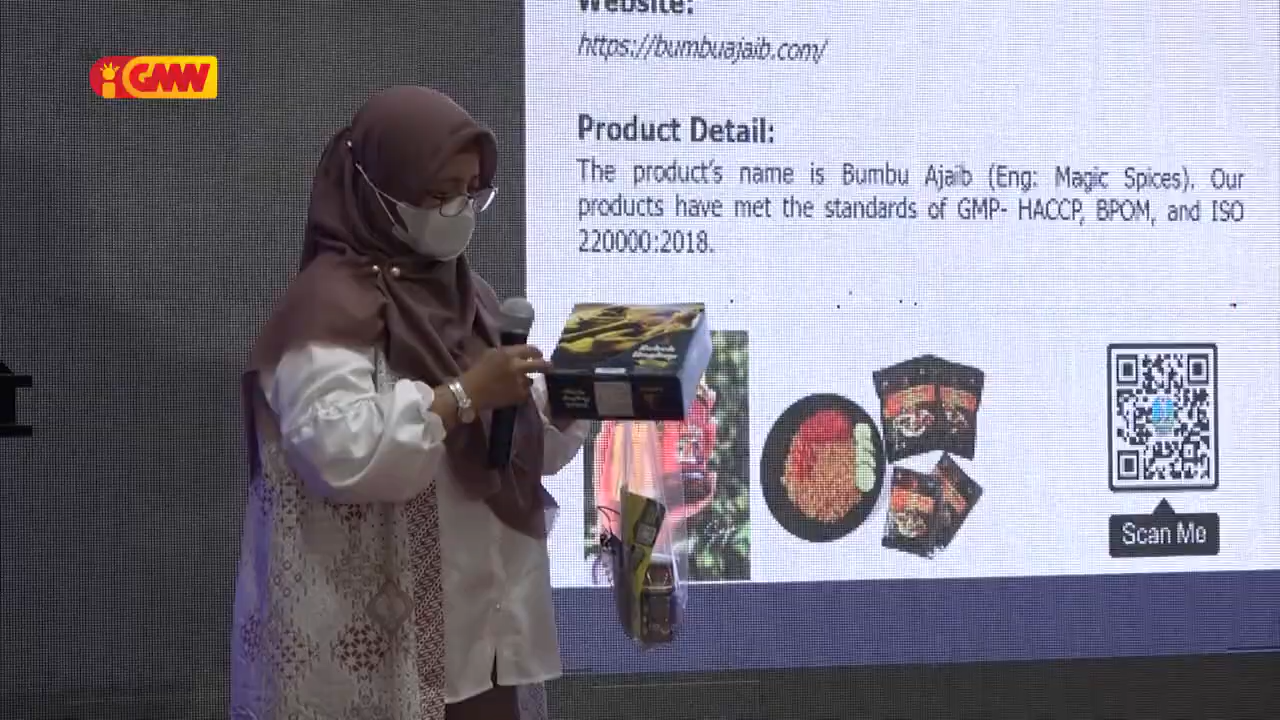 Website:
iGMW
https://bumbuajaib.com/
Product Detail:
The product's name is Bumbu Ajaib (Eng: Magic Spices). Our
products have met the standards of GMP- HACCP, BPOM, and ISO
220000:2018.
Scan Me